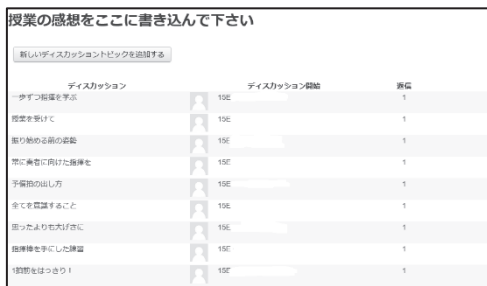 授業の感想をここに書き込んで下さい
新しいディスカッショントピックを追加する
ディスカッション ディスカッション開始 返信
一歩ずつ指揮を学ぶ 15E 1
授業を受けて 15E 1
振り始める前の姿勢 15E 1
常に奏者に向けた指揮を 15E 1
予備拍の出し方 15E 1
全てを意識すること 15E 1
思ったよりも大げさに 15E 1
指揮棒を手にした練習 15E 1
1拍目をはっきり! 15E 1